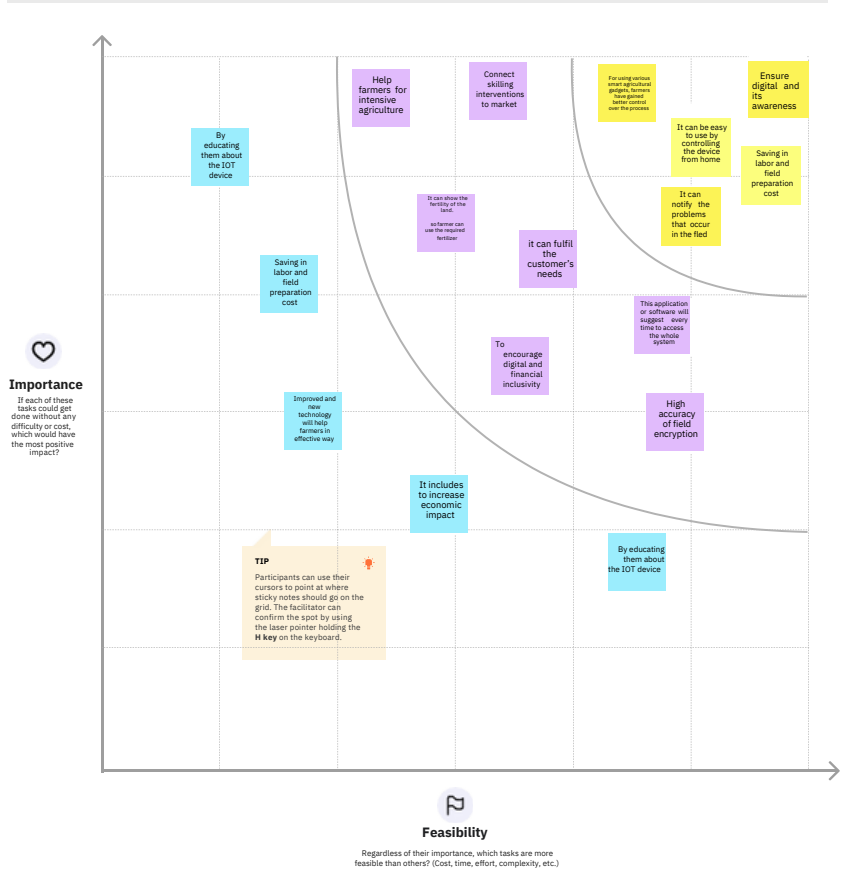 Help
farmers for
intensive
agriculture
Connect
skilling
interventions
to market
For using various
smart agricultural
gadgets, farmers
have gained
better control
over the process
Ensure
digital and
its
awareness
By
educating
them about
the IOT
device
It can be easy
to use by
controlling
the device
from home
Saving in
labor and
field
preparation
cost
It can show the
fertility of the
land.
so farmer can
use the required
fertilizer
It can
notify the
problems
that occur
in the fled
it can fulfil
the
customer's
needs
Saving in
labor and
field
preparation
cost
This application
or software will
suggest every
time to access
the whole
system
To
encourage
digital and
financial
inclusivity
Importance
If each of these
tasks could get
done without any
difficulty or cost,
which would have
the most positive
impact?
Improved and
new
technology
will help
farmers in
effective way
High
accuracy
of field
encryption
It includes
to increase
economic
impact
By educating
them about
the IOT device
TIP
Participants can use their
cursors to point at where
sticky notes should go on the
grid. The facilitator can
confirm the spot by using
the laser pointer holding the
H key on the keyboard.
Feasibility
Regardless of their importance, which tasks are more
feasible than others? (Cost, time, effort, complexity, etc.)